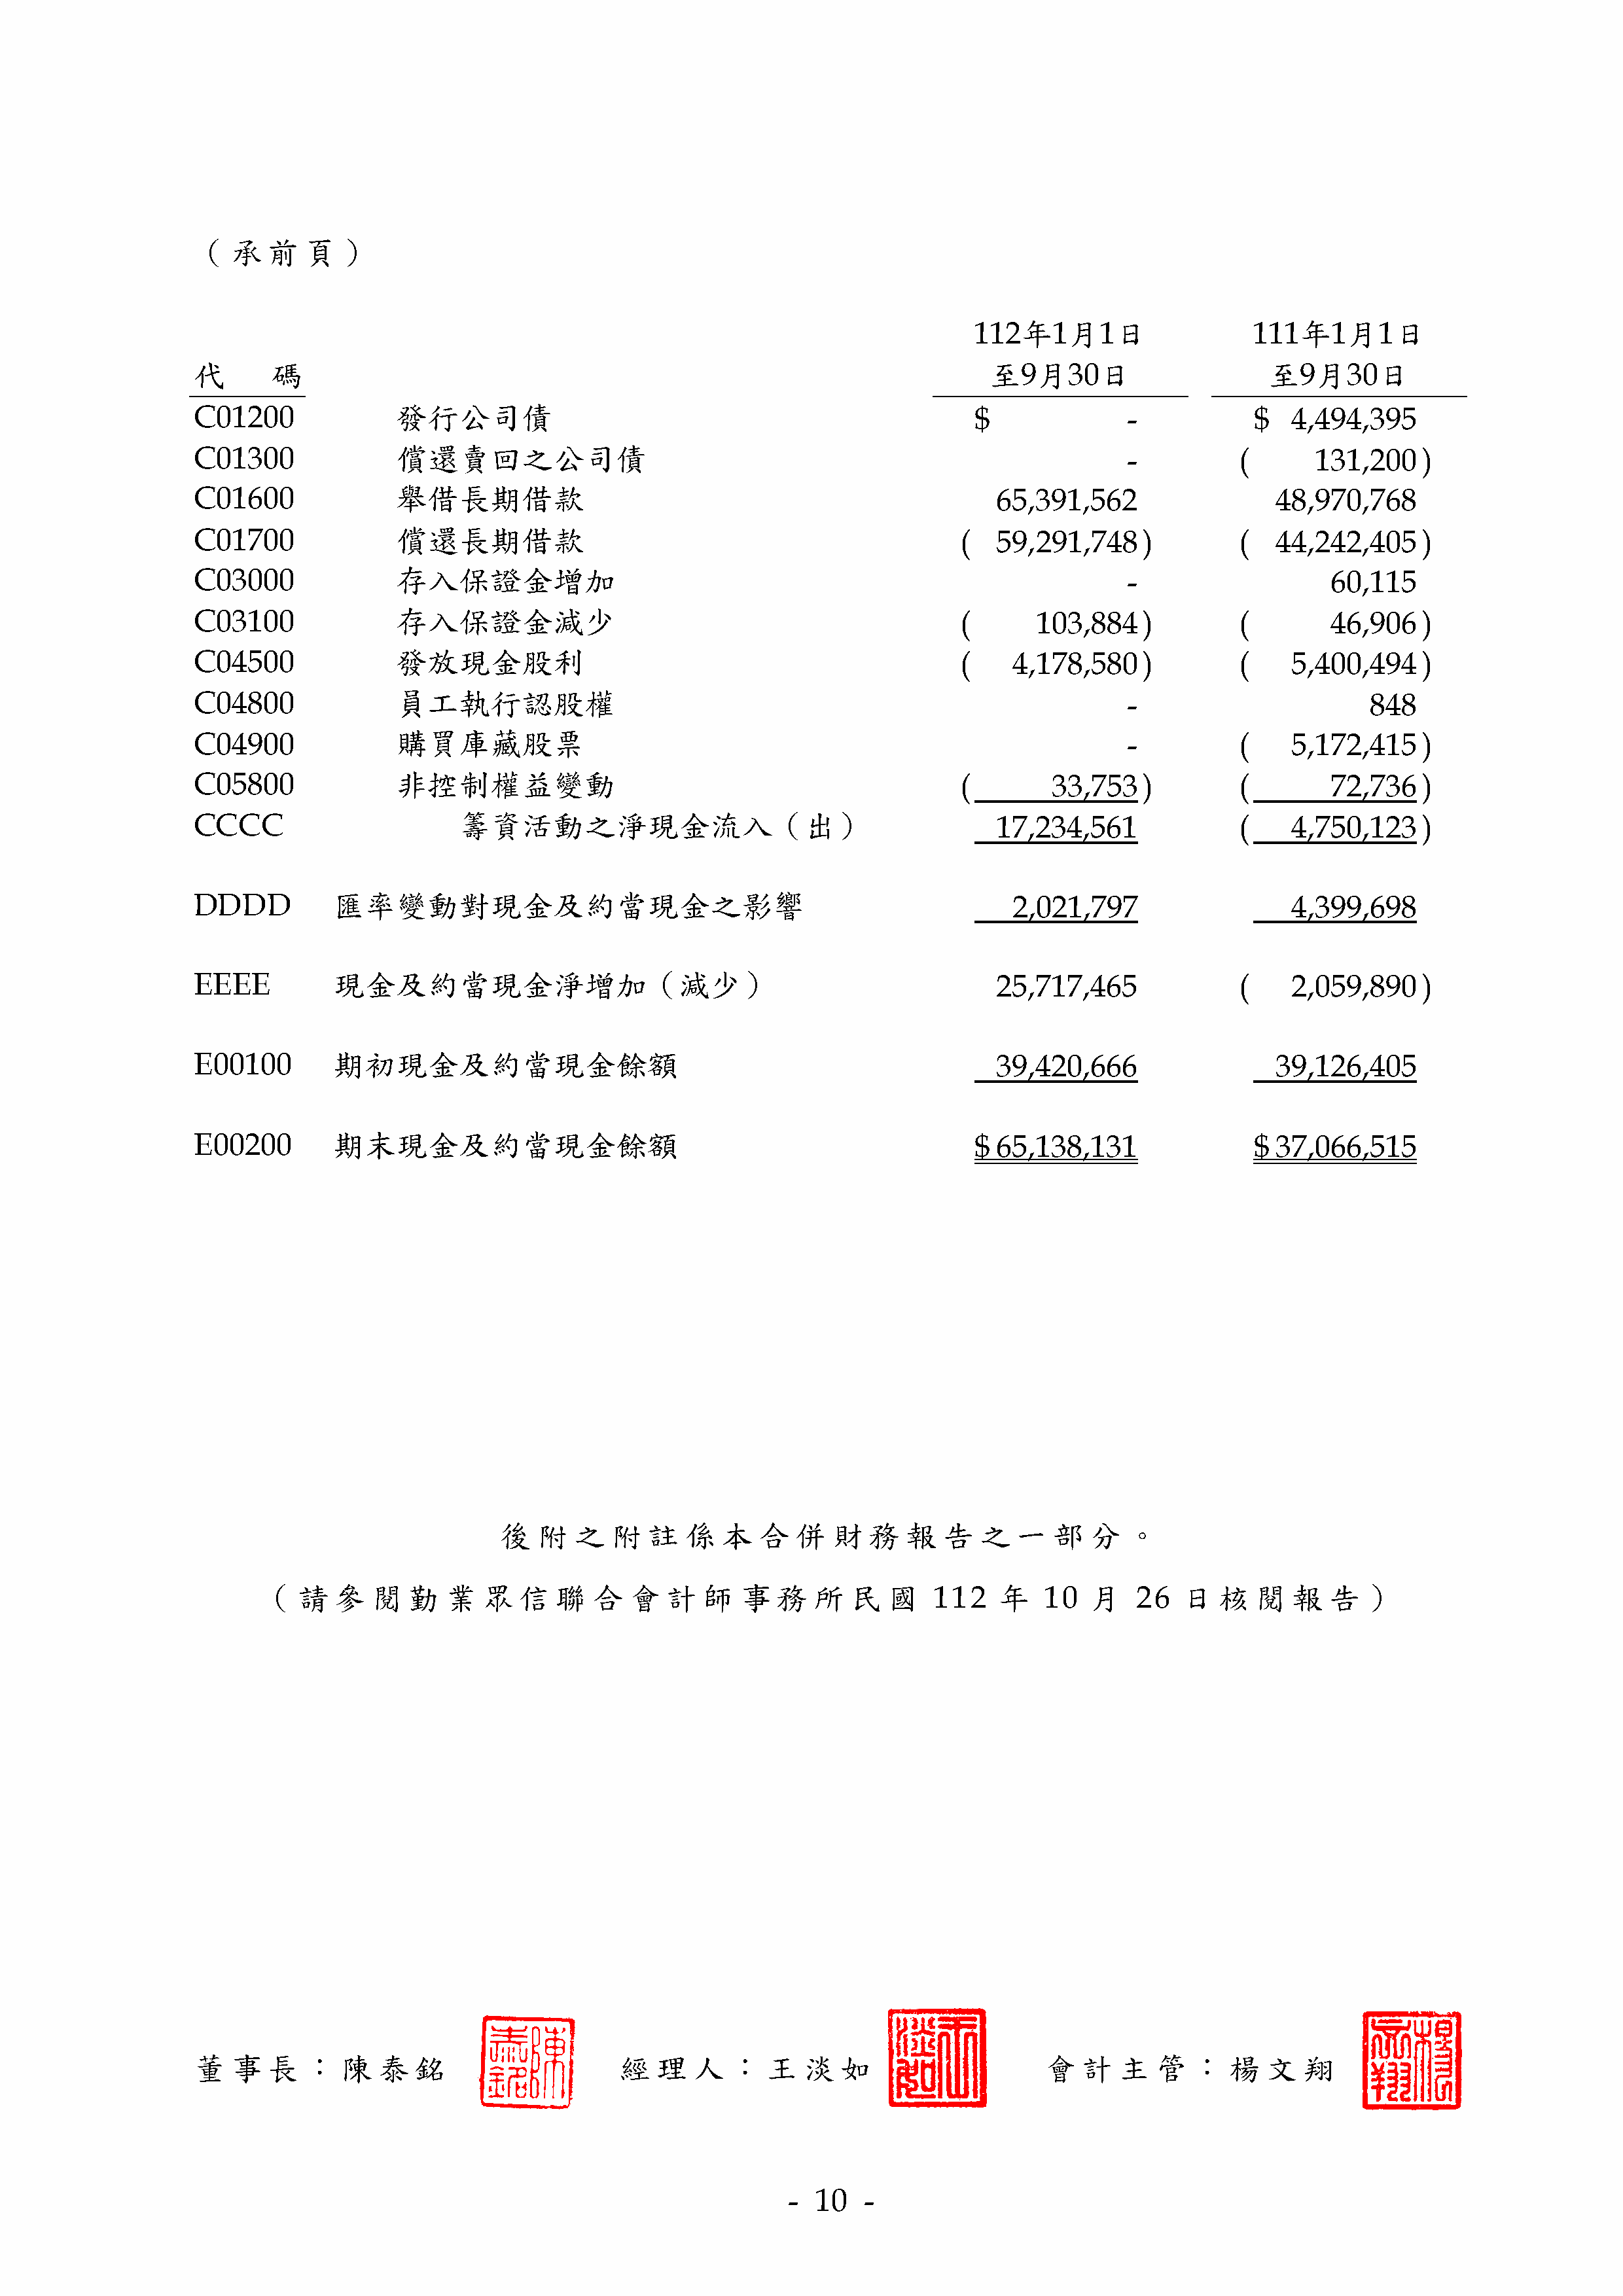 （承前頁）
112年1月1日 111年1月1日
代 碼 至9月30日 至9月30日
C01200 發行公司債 $ - $ 4,494,395
C01300 償還賣回之公司債 - ( 131,200)
C01600 舉借長期借款 65,391,562 48,970,768
C01700 償還長期借款 ( 59,291,748) ( 44,242,405)
C03000 存入保證金增加 - 60,115
C03100 存入保證金減少 ( 103,884) ( 46,906)
C04500 發放現金股利 ( 4,178,580) ( 5,400,494)
C04800 員工執行認股權 - 848
C04900 購買庫藏股票 - ( 5,172,415)
C05800 非控制權益變動 ( 33,753) ( 72,736)
CCCC 籌資活動之淨現金流入（出） 17,234,561 ( 4,750,123)
DDDD 匯率變動對現金及約當現金之影響 2,021,797 4,399,698
EEEE 現金及約當現金淨增加（減少） 25,717,465 ( 2,059,890)
E00100 期初現金及約當現金餘額 39,420,666 39,126,405
E00200 期末現金及約當現金餘額 $65,138,131 $37,066,515
後附之附註係本合併財務報告之一部分。
（請參閱勤業眾信聯合會計師事務所民國 112 年 10 月 26 日核閱報告）
董事長：陳泰銘 陳泰銘 經理人：王淡如 王淡如 會計主管：楊文翔 楊文翔
- 10 -